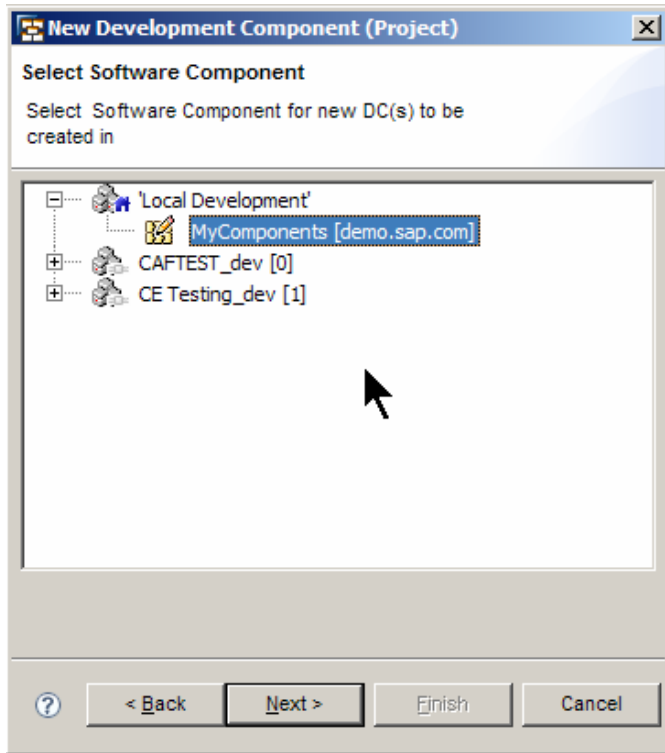 New Development Component (Project)
Select Software Component
Select Software Component for new DC(s) to be
created in
'Local Development'
MyComponents [demo.sap.com]
CAFTEST_dev [0]
CE Testing_dev [1]
< Back Next > Finish Cancel